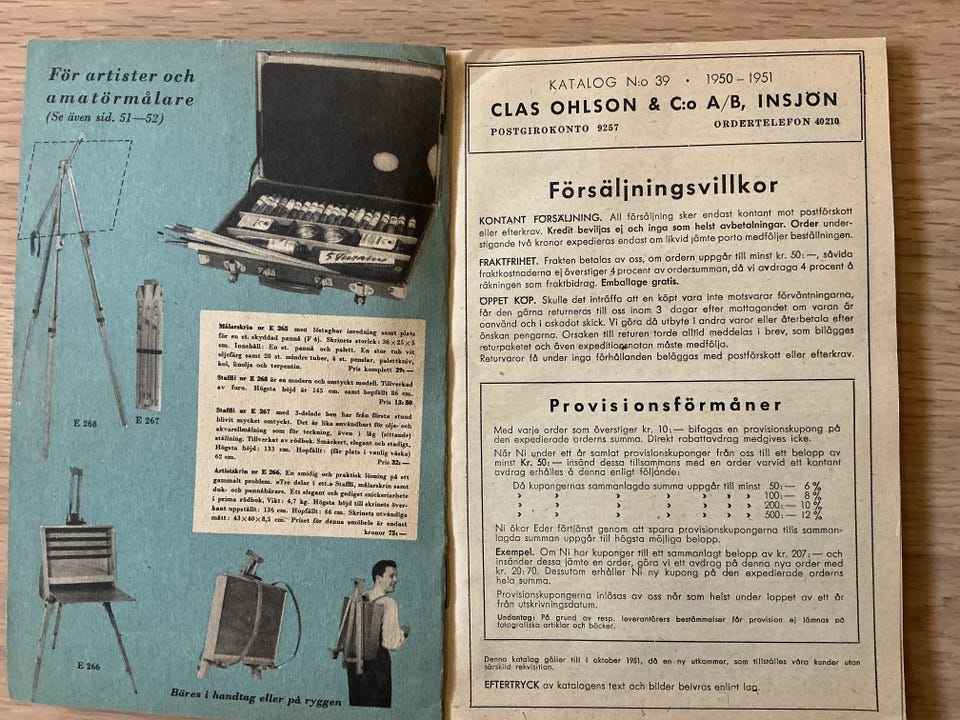 För artister och
amatörmålare
(Se även sid. 51—52)
E 268
E 267
Målarskrin nr E 265 med löstagbar inredning samt plats
för en st. skyddad pannå (F 4). Skrinets storlek: 36×25×5
cm. Innehåll: En st. pannå och palett. En stor tub vit
oljefärg samt 20 st. mindre tuber, 4 st. penslar, palettkniv,
kol, linolja och terpentin. Pris komplett 39:—
Staffli nr E 268 är en modern och omtyckt modell. Tillverkad
av furu. Högsta höjd är 145 cm. samt hopfällt 86 cm.
Pris 13:50
Staffli nr E 267 med 3-delade ben har från första stund
blivit mycket omtyckt. Det är lika användbart för olje- och
akvarellmålning som för teckning, även i låg (sittande)
ställning. Tillverkat av rödbok. Smäckert, elegant och stadigt.
Högsta höjd: 133 cm. Hopfällt: (får plats i vanlig väska)
62 cm. Pris 32:—
Artistskrin nr E 266. En smidig och praktisk lösning på ett
gammalt problem. »Tre delar i ett.» Staffli, målarskrin samt
duk- och pannåbärare. Ett elegant och gediget snickeriarbete
i prima rödbok, Vikt: 4,7 kg. Högsta höjd till skrinets över-
kant uppställt: 136 cm. Hopfällt: 66 cm. Skrinets utvändiga
mått: 43×40×8,5 cm. Priset för denna småbels är endast
kronor 75:—
E 266
Bäres i handtag eller på ryggen
KATALOG N:o 39 • 1950–1951
CLAS OHLSON & C:o A/B, INSJÖN
POSTGIROKONTO 9257 ORDERTELEFON 40210
Försäljningsvillkor
KONTANT FÖRSÄLJNING. All försäljning sker endast kontant mot postförskott
eller efterkrav. Kredit beviljas ej och inga som helst avbetalningar. Order under-
stigande två kronor expedieras endast om likvid jämte porto medföljer beställningen.
FRAKTFRIHET. Frakten betalas av oss, om ordern uppgår till minst kr. 50:—, såvida
fraktkostnaderna ej överstiger 4 procent av ordersumman, då vi avdraga 4 procent å
räkningen som fraktbidrag. Emballage gratis.
ÖPPET KÖP. Skulle det inträffa att en köpt vara inte motsvarar förväntningarna,
får den gärna returneras till oss inom 3 dagar efter mottagandet om varan är
oanvänd och i oskadat skick. Vi göra då utbyte i andra varor eller återbetala efter
önskan pengarna. Orsaken till returen torde alltid meddelas i brev, som bilägges
returpaketet och även expeditionsnotan måste medfölja.
Returvaror få under inga förhållanden beläggas med postförskott eller efterkrav.
Provisionsförmåner
Med varje order som överstiger kr. 10:— bifogas en provisionskupong på
den expedierade orderns summa. Direkt rabattavdrag medgives icke.
När Ni under ett år samlat provisionskuponger från oss till ett belopp av
minst Kr. 50:— insänd dessa tillsammans med en order varvid ett kontant
avdrag erhålles å denna enligt följande:
Då kupongernas sammanlagda summa uppgår till minst 50:— 6 %
» » » » » » 100:— 8 %
» » » » » » 200:— 10 %
» » » » » » 500:— 12 %
Ni ökar Eder förtjänst genom att spara provisionskupongerna tills samman-
lagda summan uppgår till högsta möjliga belopp.
Exempel. Om Ni har kuponger till ett sammanlagt belopp av kr. 207:— och
insänder dessa jämte en order, göra vi ett avdrag på denna nya order med
kr. 20:70. Dessutom erhåller Ni ny kupong på den expedierade orderns
hela summa.
Provisionskupongerna inlösas av oss när som helst under loppet av ett år
från utskrivningsdatum.
Undantag: På grund av resp. leverantörers bestämmelser får provision ej lämnas på
fotografiska artiklar och böcker.
Denna katalog gäller till 1 oktober 1951, då en ny utkommer, som tillställes våra kunder utan
särskild rekvisition.
EFTERTRYCK av katalogens text och bilder beivras enligt lag.